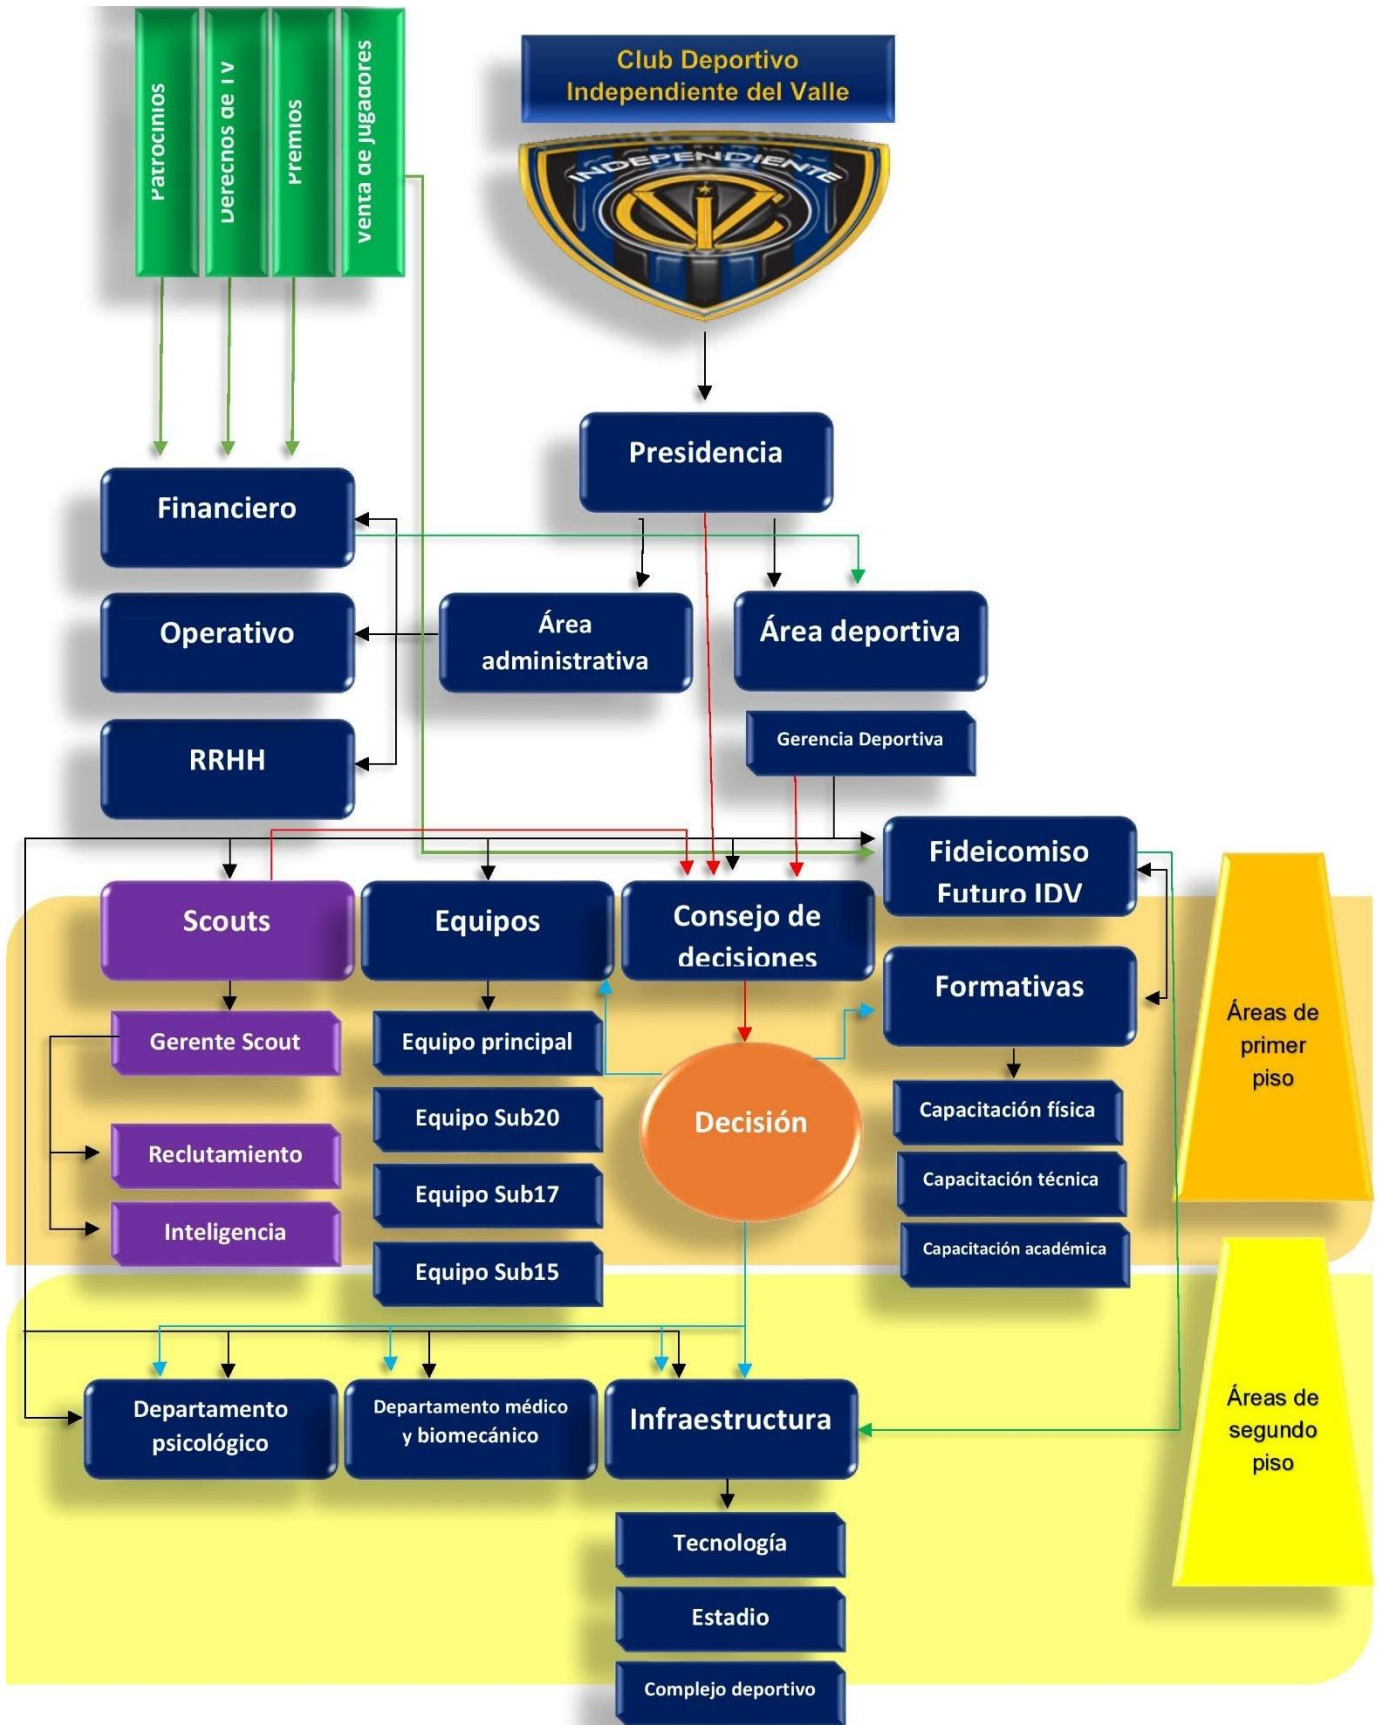 Patrocinios
Derechos de TV
Premios
Venta de jugadores
Club Deportivo
Independiente del Valle
INDEPENDIENTE
Presidencia
Financiero
Operativo
Área
administrativa
Área deportiva
RRHH
Gerencia Deportiva
Fideicomiso
Futuro IDV
Scouts
Equipos
Consejo de
decisiones
Formativas
Áreas de
primer
piso
Gerente Scout
Equipo principal
Decisión
Capacitación física
Reclutamiento
Equipo Sub20
Capacitación técnica
Inteligencia
Equipo Sub17
Capacitación académica
Equipo Sub15
Departamento
psicológico
Departamento médico
y biomecánico
Infraestructura
Áreas de
segundo
piso
Tecnología
Estadio
Complejo deportivo